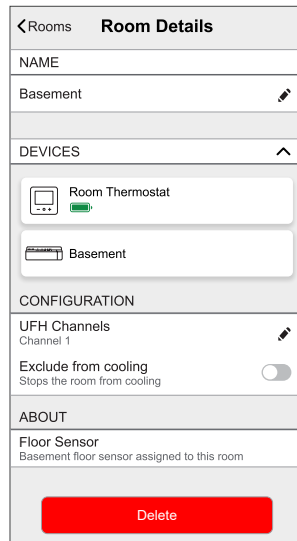 Rooms Room Details
NAME
Basement
DEVICES
Room Thermostat
Basement
CONFIGURATION
UFH Channels
Channel 1
Exclude from cooling
Stops the room from cooling
ABOUT
Floor Sensor
Basement floor sensor assigned to this room
Delete